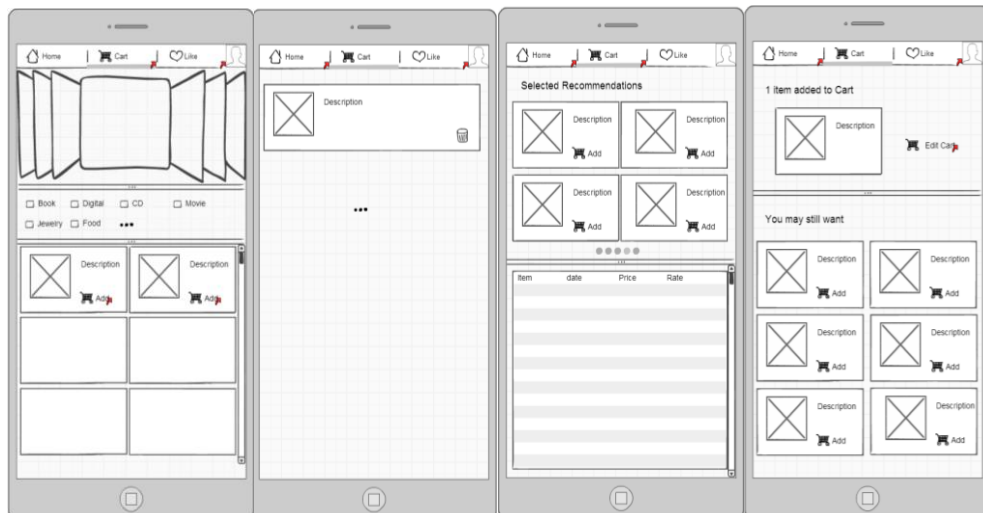 Home Cart Like
Book Digital CD Movie
Jewelry Food
Description Description
Add Add
Home Cart Like
Description
Home Cart Like
Selected Recommendations
Description Description
Add Add
Description Description
Add Add
Item date Price Rate
Home Cart Like
1 item added to Cart
Description
Edit Cart
You may still want
Description Description
Add Add
Description Description
Add Add
Description Description
Add Add